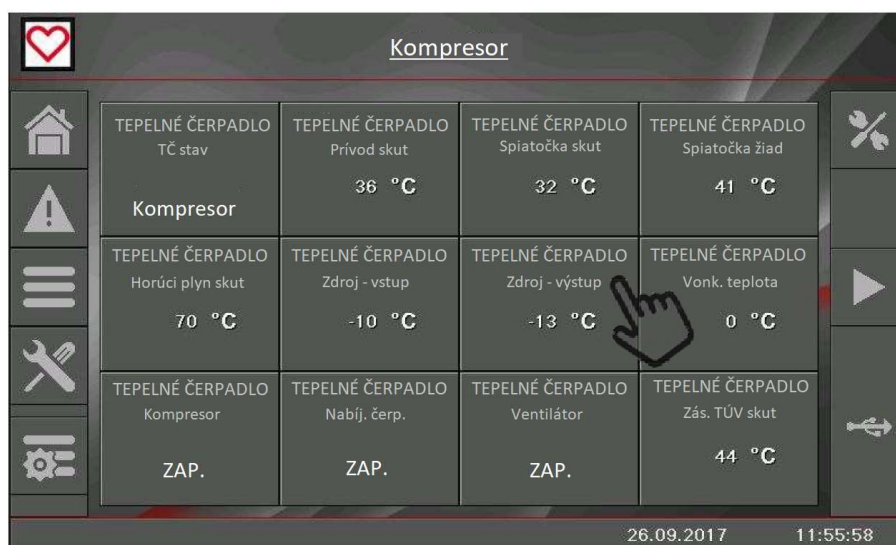 Kompresor
TEPELNÉ ČERPADLO
TČ stav
Kompresor
TEPELNÉ ČERPADLO
Prívod skut
36 °C
TEPELNÉ ČERPADLO
Spiatočka skut
32 °C
TEPELNÉ ČERPADLO
Spiatočka žiad
41 °C
TEPELNÉ ČERPADLO
Horúci plyn skut
70 °C
TEPELNÉ ČERPADLO
Zdroj - vstup
-10 °C
TEPELNÉ ČERPADLO
Zdroj - výstup
-13 °C
TEPELNÉ ČERPADLO
Vonk. teplota
0 °C
TEPELNÉ ČERPADLO
Kompresor
ZAP.
TEPELNÉ ČERPADLO
Nabíj. čerp.
ZAP.
TEPELNÉ ČERPADLO
Ventilátor
ZAP.
TEPELNÉ ČERPADLO
Zás. TÚV skut
44 °C
26.09.2017 11:55:58